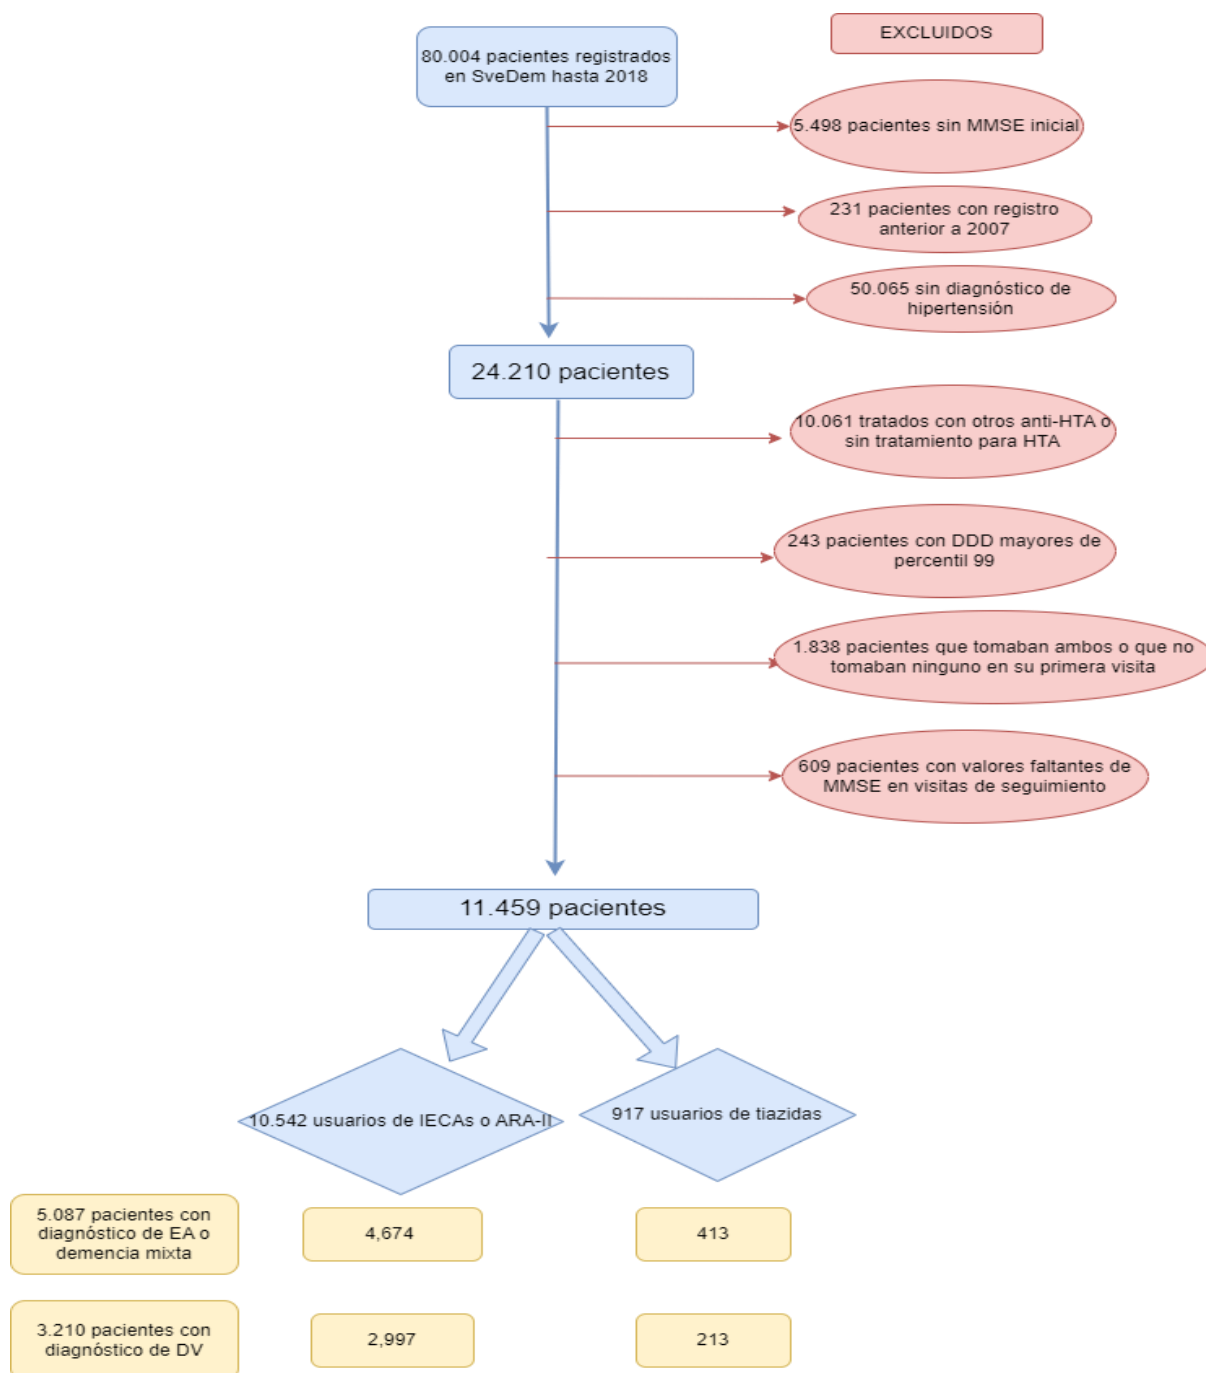 EXCLUIDOS
80.004 pacientes registrados
en SveDem hasta 2018
5.498 pacientes sin MMSE inicial
231 pacientes con registro
anterior a 2007
50.065 sin diagnóstico de
hipertensión
24.210 pacientes
10.061 tratados con otros anti-HTA o
sin tratamiento para HTA
243 pacientes con DDD mayores de
percentil 99
1.838 pacientes que tomaban ambos o que no
tomaban ninguno en su primera visita
609 pacientes con valores faltantes de
MMSE en visitas de seguimiento
11.459 pacientes
10.542 usuarios de IECAs o ARA-II
917 usuarios de tiazidas
5.087 pacientes con
diagnóstico de EA o
demencia mixta
4,674
413
3.210 pacientes con
diagnóstico de DV
2,997
213